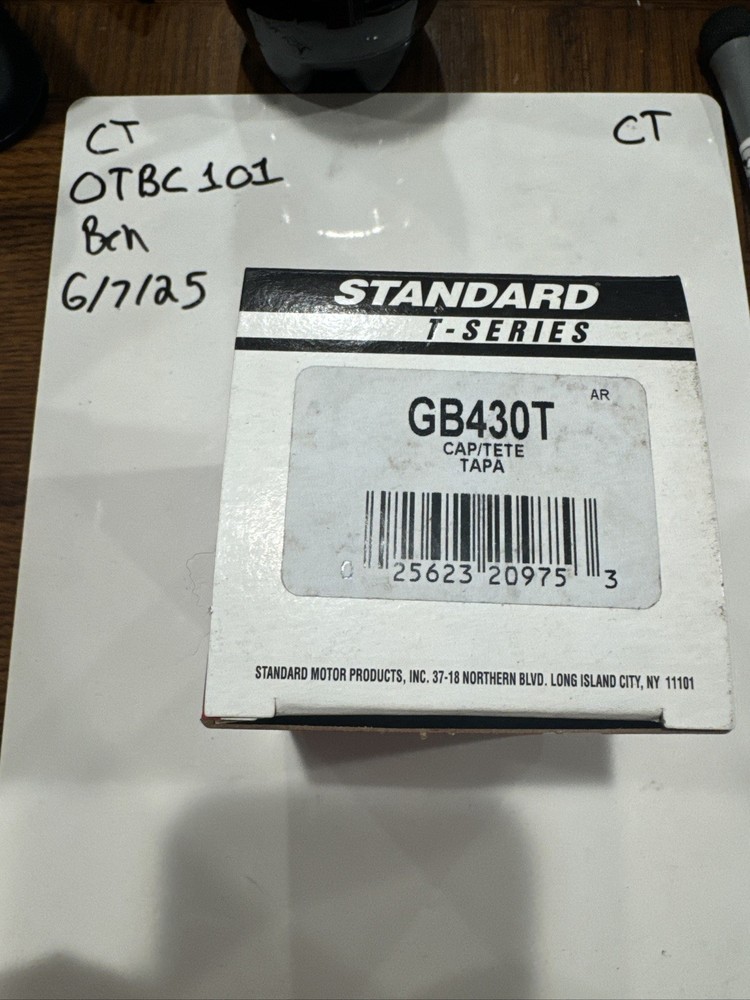 CT
CT
OTBC101
Ben
6/7/25
STANDARD
T-SERIES
AR
GB430T
CAP/TETE
TAPA
0 25623 20975 3
STANDARD MOTOR PRODUCTS, INC. 37-18 NORTHERN BLVD. LONG ISLAND CITY, NY 11101